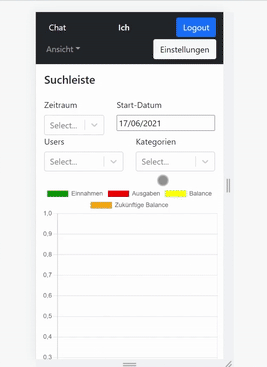 Chat Ich Logout
Ansicht Einstellungen
Suchleiste
Zeitraum Start-Datum
Select... 17/06/2021
Users Kategorien
Select... Select...
Einnahmen Ausgaben Balance
Zukünftige Balance
1,0
0,9
0,8
0,7
0,6
0,5
0,4
0,3